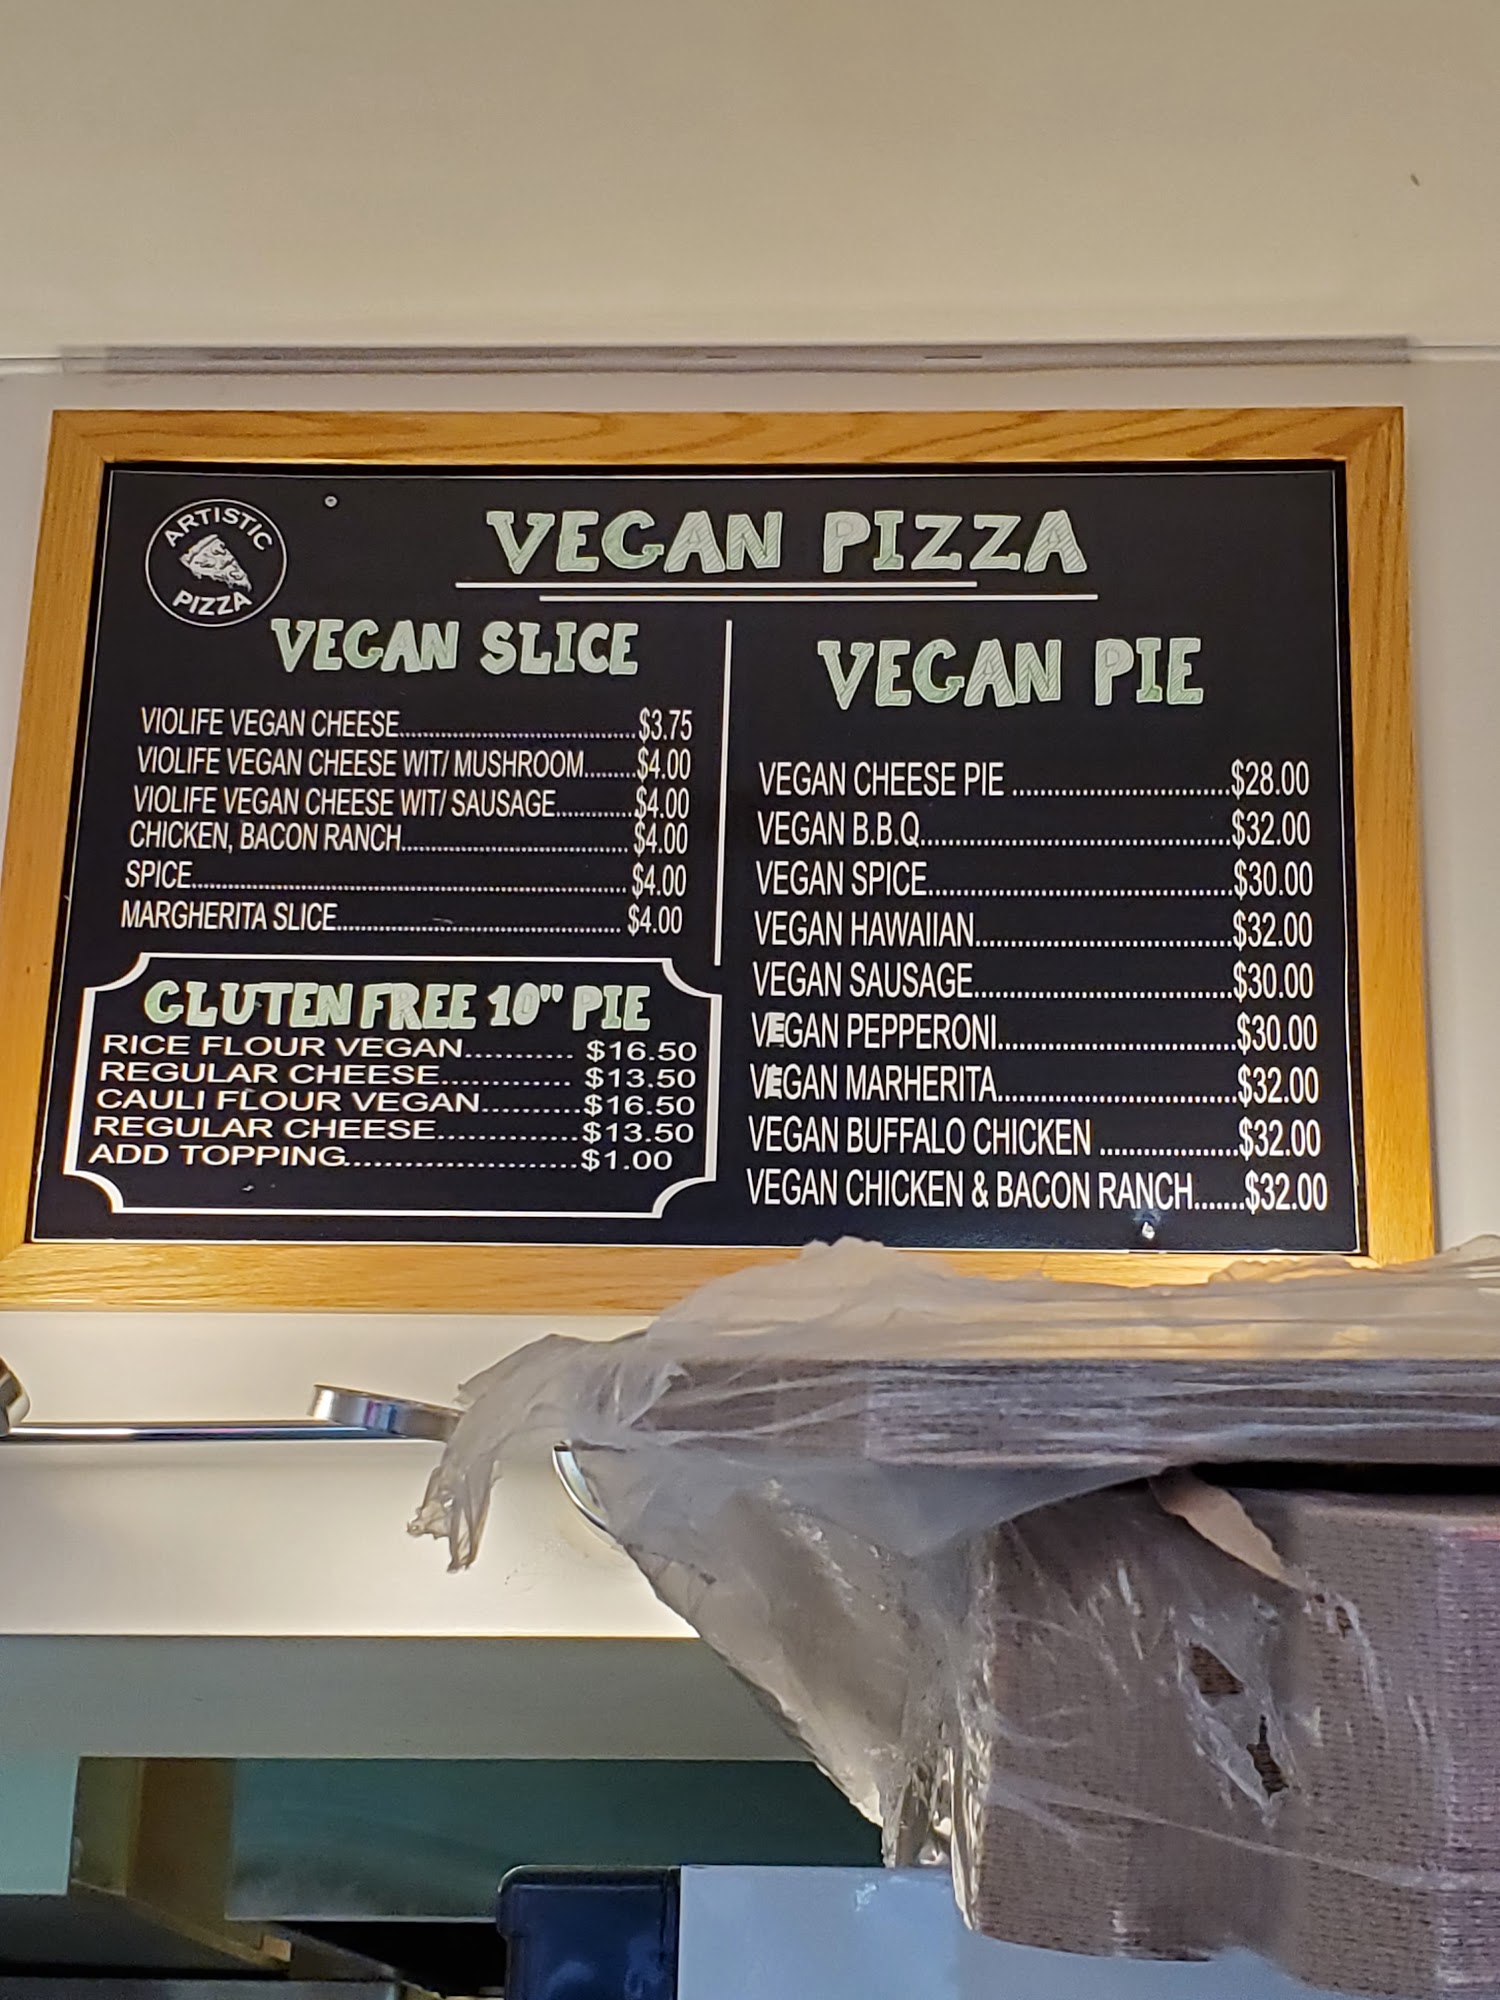 ARTISTIC
PIZZA
VEGAN PIZZA
VEGAN SLICE
VIOLIFE VEGAN CHEESE..............................$3.75
VIOLIFE VEGAN CHEESE WIT/ MUSHROOM.......$4.00
VIOLIFE VEGAN CHEESE WIT/ SAUSAGE............$4.00
CHICKEN, BACON RANCH.............................. $4.00
SPICE........................................................ $4.00
MARGHERITA SLICE...................................... $4.00
GLUTEN FREE 10" PIE
RICE FLOUR VEGAN........... $16.50
REGULAR CHEESE............. $13.50
CAULI FLOUR VEGAN..........$16.50
REGULAR CHEESE..............$13.50
ADD TOPPING.......................$1.00
VEGAN PIE
VEGAN CHEESE PIE ..............................$28.00
VEGAN B.B.Q..........................................$32.00
VEGAN SPICE..........................................$30.00
VEGAN HAWAIIAN...................................$32.00
VEGAN SAUSAGE...................................$30.00
VEGAN PEPPERONI................................$30.00
VEGAN MARHERITA................................$32.00
VEGAN BUFFALO CHICKEN ..................$32.00
VEGAN CHICKEN & BACON RANCH.......$32.00